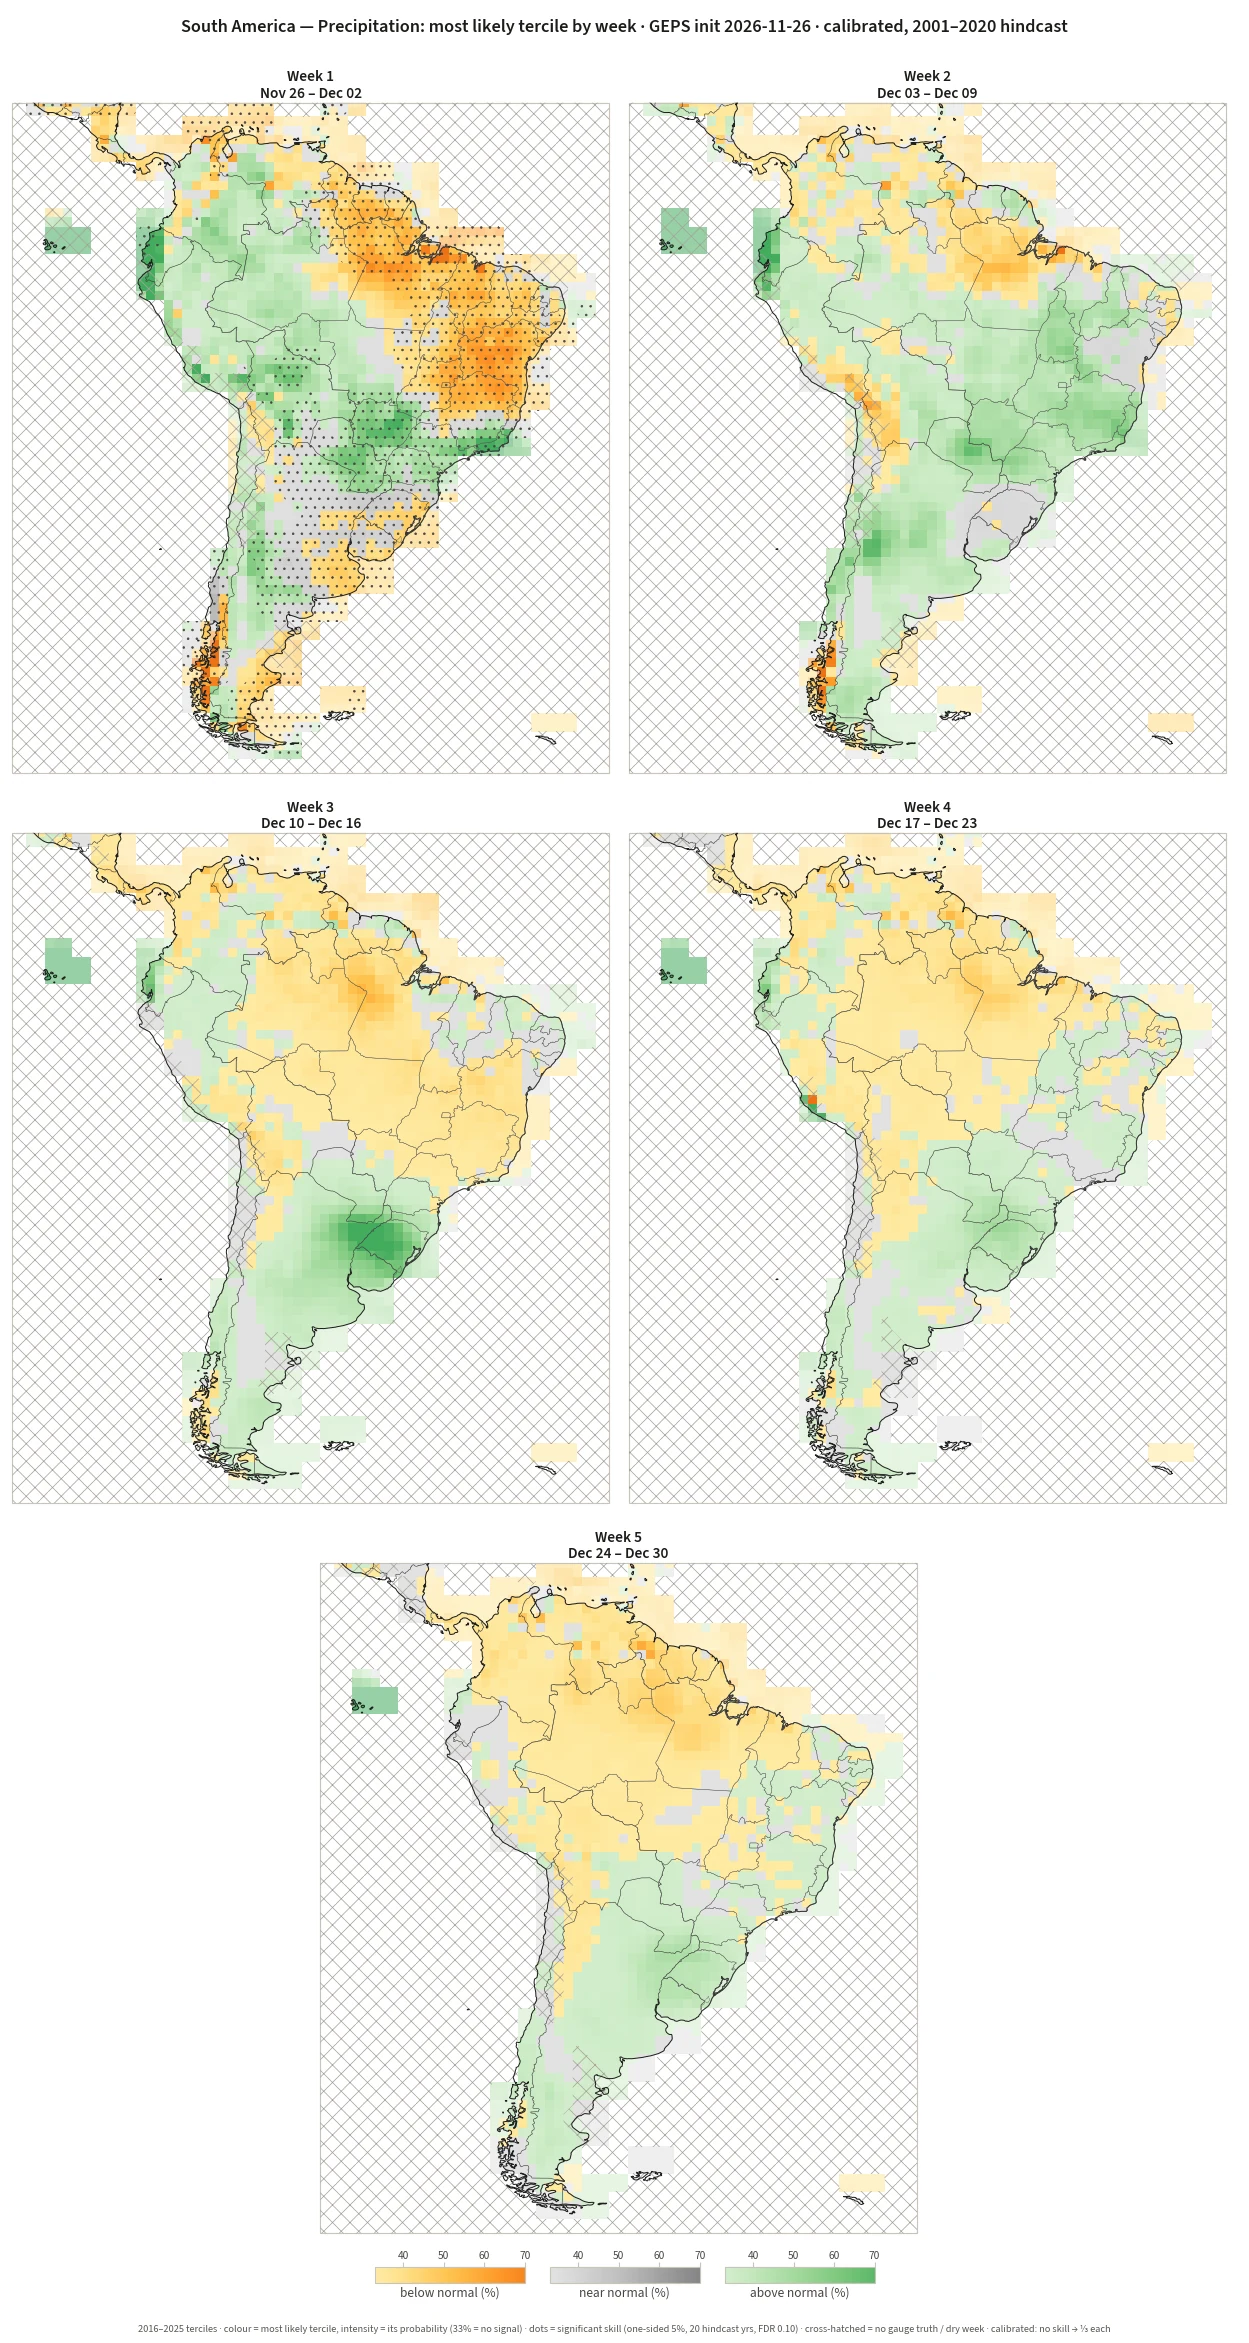 South America — Precipitation: most likely tercile by week · GEPS init 2026-11-26 · calibrated, 2001–2020 hindcast
Week 1
Nov 26 – Dec 02
Week 2
Dec 03 – Dec 09
Week 3
Dec 10 – Dec 16
Week 4
Dec 17 – Dec 23
Week 5
Dec 24 – Dec 30
40 50 60 70
below normal (%)
40 50 60 70
near normal (%)
40 50 60 70
above normal (%)
2016–2025 terciles · colour = most likely tercile, intensity = its probability (33% = no signal) · dots = significant skill (one-sided 5%, 20 hindcast yrs, FDR 0.10) · cross-hatched = no gauge truth / dry week · calibrated: no skill → ⅓ each